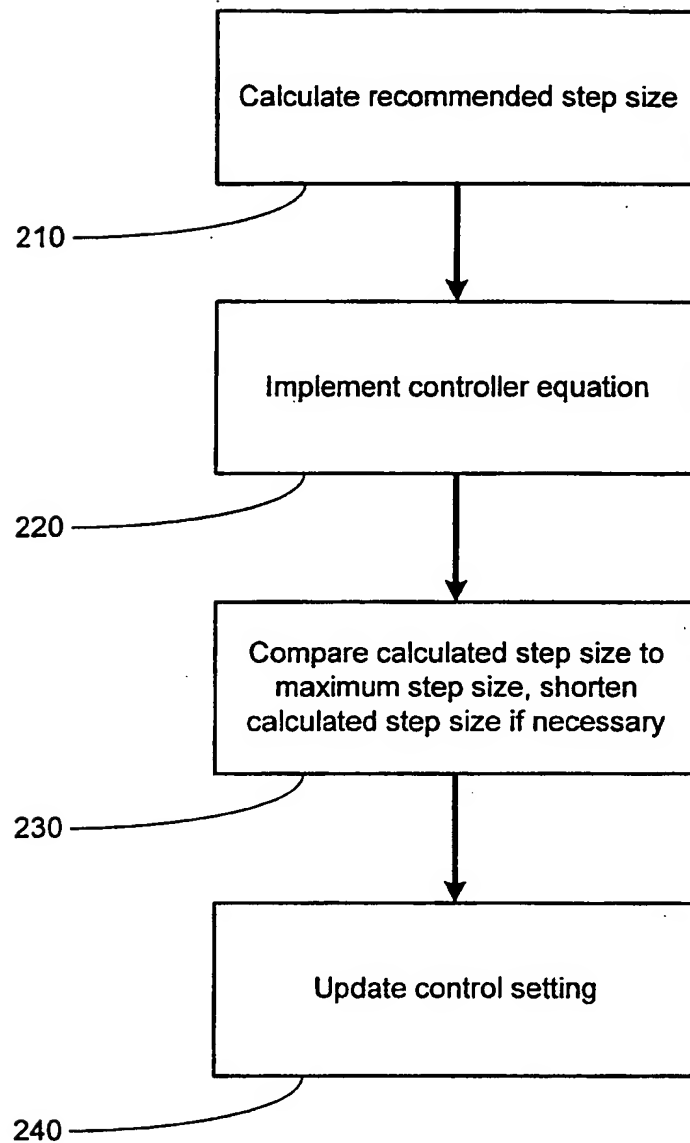 Calculate recommended step size
210
Implement controller equation
220
Compare calculated step size to
maximum step size, shorten
calculated step size if necessary
230
Update control setting
240